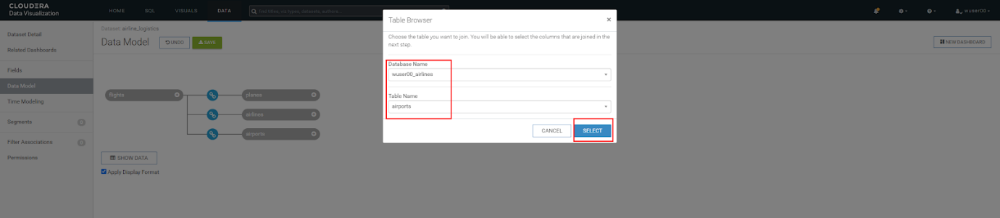 CLOUDERA
Data Visualization
HOME SQL VISUALS DATA
find titles, viz types, datasets, authors...
wuser00
Dataset Detail
Related Dashboards
Fields
Data Model
Time Modeling
Segments 0
Filter Associations 0
Permissions
Dataset: airline_logistics
Data Model
UNDO
SAVE
NEW DASHBOARD
flights
planes
airlines
airports
SHOW DATA
Apply Display Format
Table Browser
×
Choose the table you want to join. You will be able to select the columns that are joined in the
next step.
Database Name
wuser00_airlines
Table Name
airports
CANCEL
SELECT